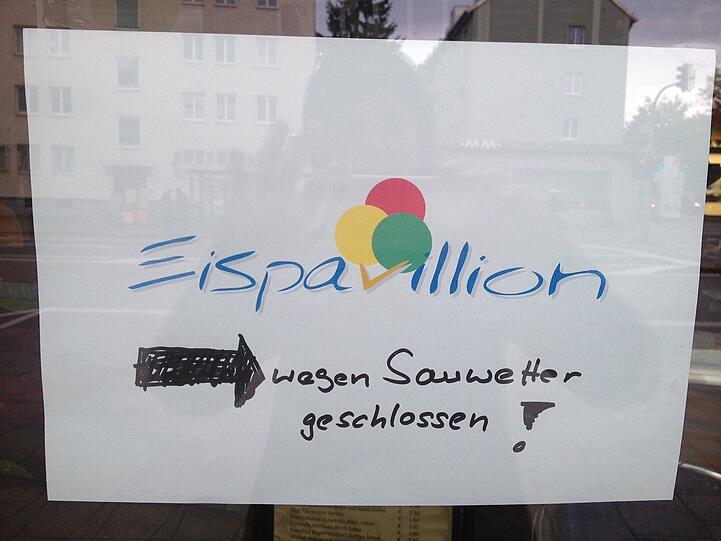 Eispavillion
wegen Sauwetter
geschlossen !